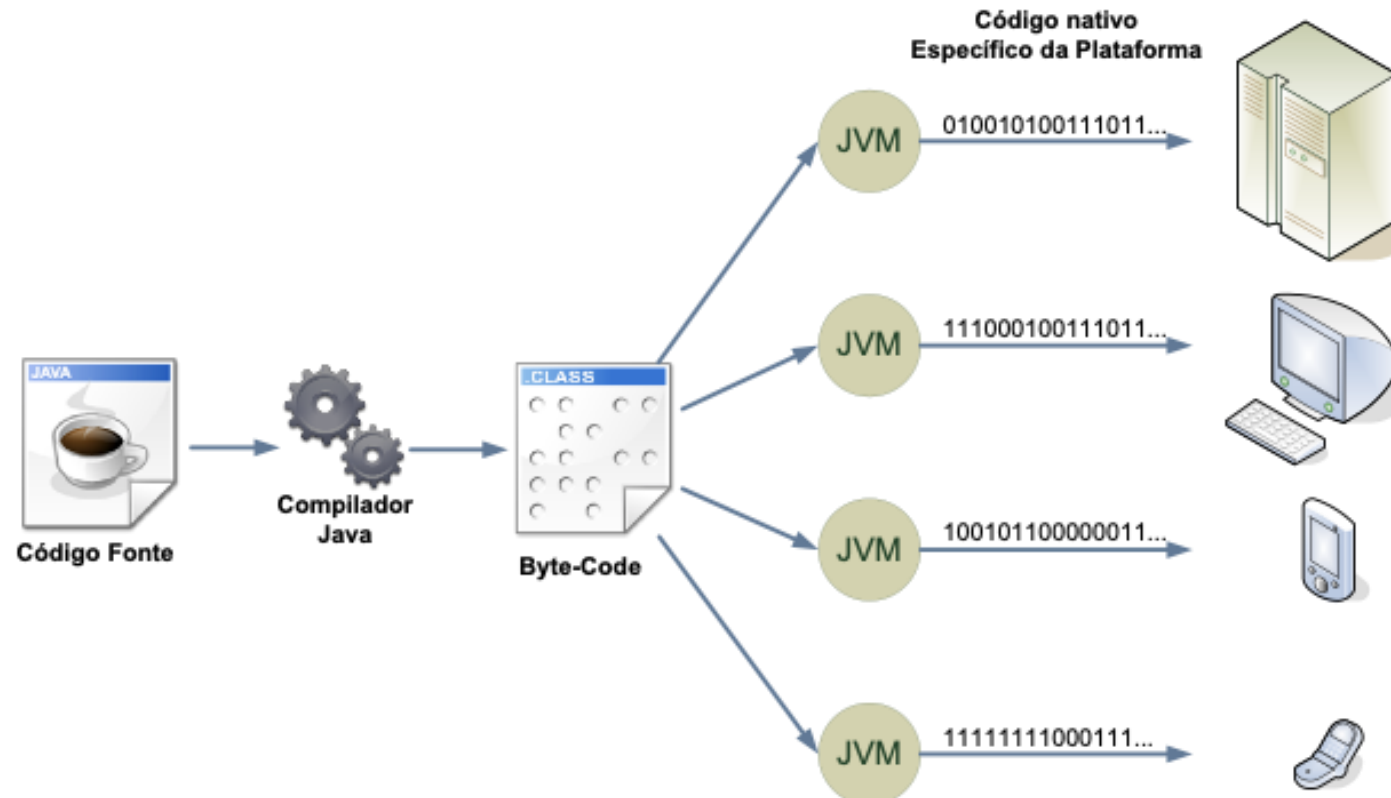 Código nativo
Específico da Plataforma
JVM
010010100111011...
JVM
111000100111011...
JAVA
.CLASS
Compilador
Java
Código Fonte
Byte-Code
JVM
100101100000011...
JVM
11111111000111...